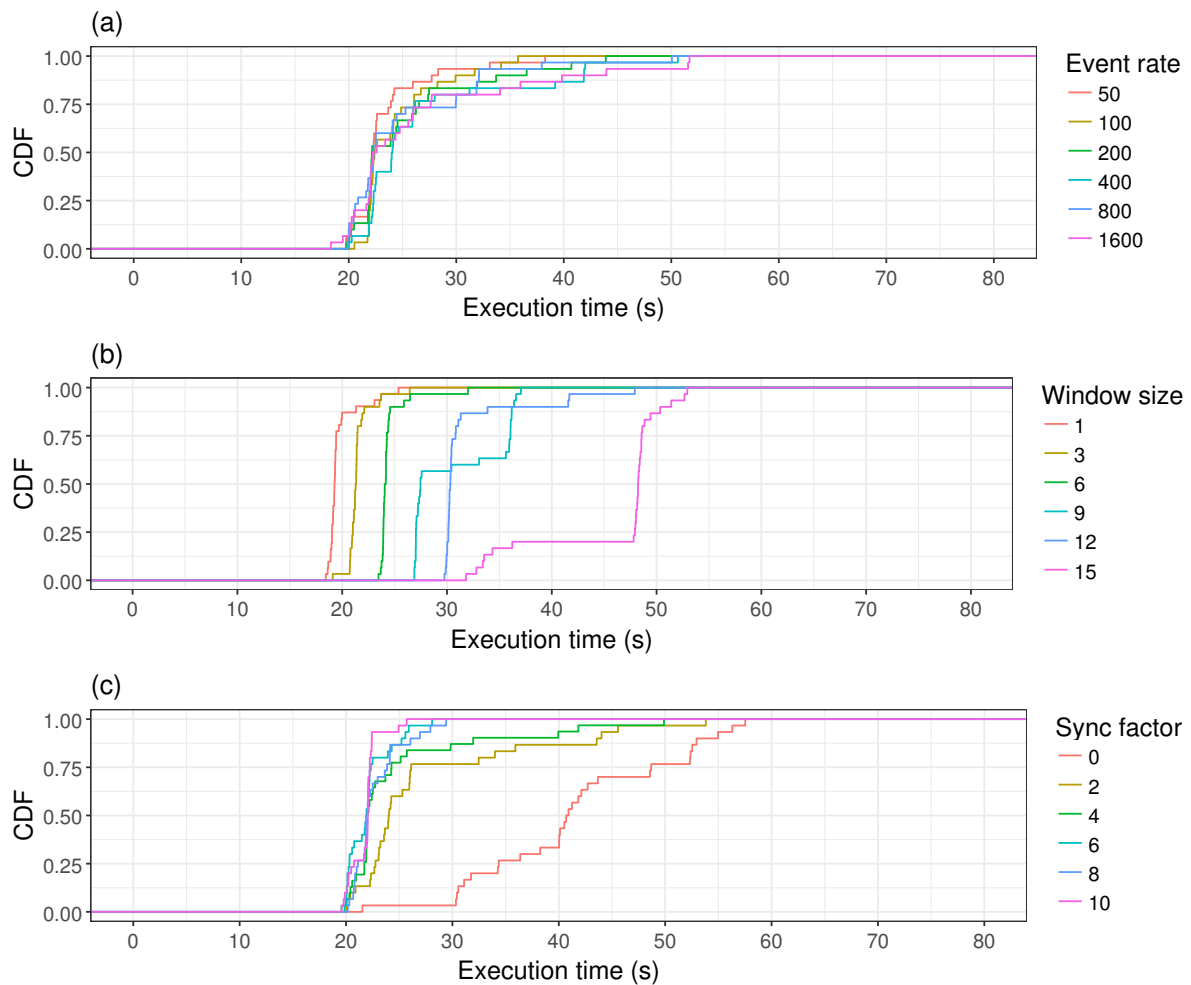 (a)
CDF
1.00
0.75
0.50
0.25
0.00
0 10 20 30 40 50 60 70 80
Execution time (s)
Event rate
50
100
200
400
800
1600
(b)
CDF
1.00
0.75
0.50
0.25
0.00
0 10 20 30 40 50 60 70 80
Execution time (s)
Window size
1
3
6
9
12
15
(c)
CDF
1.00
0.75
0.50
0.25
0.00
0 10 20 30 40 50 60 70 80
Execution time (s)
Sync factor
0
2
4
6
8
10